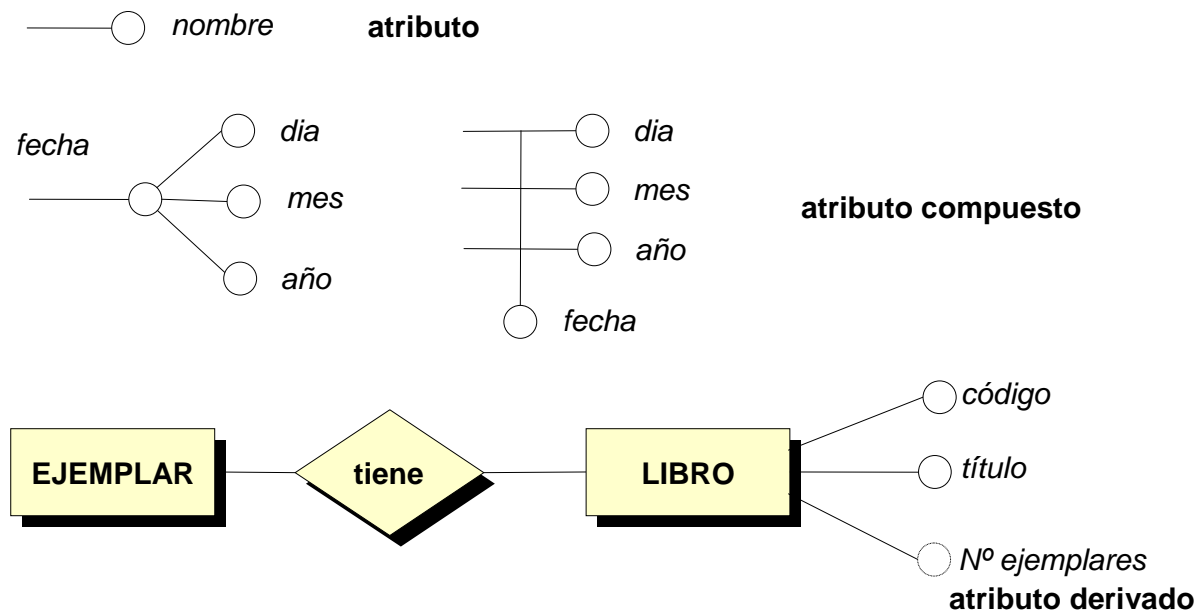 nombre atributo
fecha
dia
mes
año
dia
mes
año
fecha
atributo compuesto
EJEMPLAR tiene LIBRO
código
título
Nº ejemplares
atributo derivado